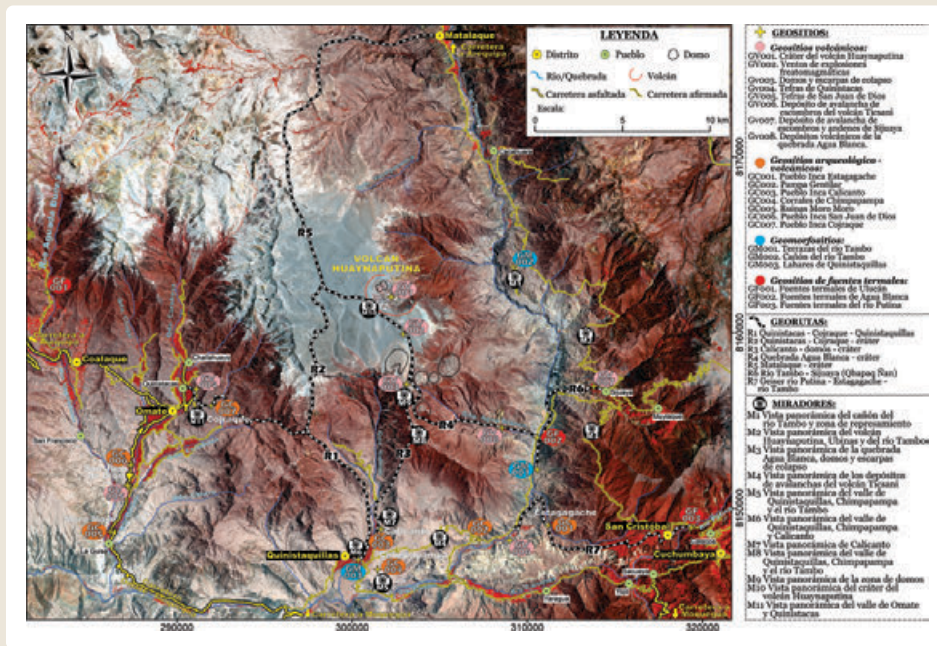 N
Matalaque
Carretera
a Arequipa
LEYENDA
Distrito
Pueblo
Domo
Río/Quebrada
Volcán
Carretera asfaltada
Carretera afirmada
Escala:
0
5
10 km
VOLCÁN
HUAYNAPUTINA
R5
R2
R1
R3
R4
R6
R7
Coalaque
Omate
Quinistacas
San Francisco
Cojraque
Quinistaquillas
Estagagache
San Cristobal
Cuchumbaya
8170000
8160000
8150000
290000
300000
310000
320000
GEOSITIOS:
Geositios volcánicos:
GV001. Cráter del volcán Huaynaputina
GV002. Ventos de explosiones
freatomagmáticas
GV003. Domos y escarpas de colapso
GV004. Tefras de Quinistacas
GV005. Tefras de San Juan de Dios
GV006. Depósito de avalancha de
escombros del volcán Ticsani
GV007. Depósito de avalancha de
escombros y andenes de Sijuaya
GV008. Depósitos volcánicos de la
quebrada Agua Blanca.
Geositios arqueológico -
volcánicos:
GC001. Pueblo Inca Estagagache
GC002. Pampa Gentilar
GC003. Pueblo Inca Calicanto
GC004. Corrales de Chimpapampa
GC005. Ruinas Moro Moro
GC006. Pueblo Inca San Juan de Dios
GC007. Pueblo Inca Cojraque
Geomorfositios:
GM001. Terrazas del río Tambo
GM002. Cañón del río Tambo
GM003. Lahares de Quinistaquillas
Geositios de fuentes termales:
GF001. Fuentes termales de Ulucán
GF002. Fuentes termales de Agua Blanca
GF003. Fuentes termales del río Putina
GEORUTAS:
R1 Quinistacas - Cojraque - Quinistaquillas
R2 Quinistacas - Cojraque - cráter
R3 Calicanto - domos - cráter
R4 Quebrada Agua Blanca - cráter
R5 Matalaque - cráter
R6 Río Tambo - Sijuaya (Qhapaq Ñan)
R7 Geiser río Putina - Estagagache -
río Tambo
MIRADORES:
M1 Vista panorámica del cañón del
río Tambo y zona de represamiento
M2 Vista panorámica del volcán
Huaynaputina, Ubinas y del río Tambo
M3 Vista panorámica de la quebrada
Agua Blanca, domos y escarpas
de colapso
M4 Vista panorámica de los depósitos
de avalanchas del volcán Ticsani
M5 Vista panorámica del valle de
Quinistaquillas, Chimpapampa
y el río Tambo
M6 Vista panorámica del valle de
Quinistaquillas, Chimpapampa
y Calicanto
M7 Vista panorámica de Calicanto
M8 Vista panorámica del valle de
Quinistaquillas, Chimpapampa
y el río Tambo
M9 Vista panorámica de la zona de domos
M10 Vista panorámica del cráter del
volcán Huaynaputina
M11 Vista panorámica del valle de Omate
y Quinistacas